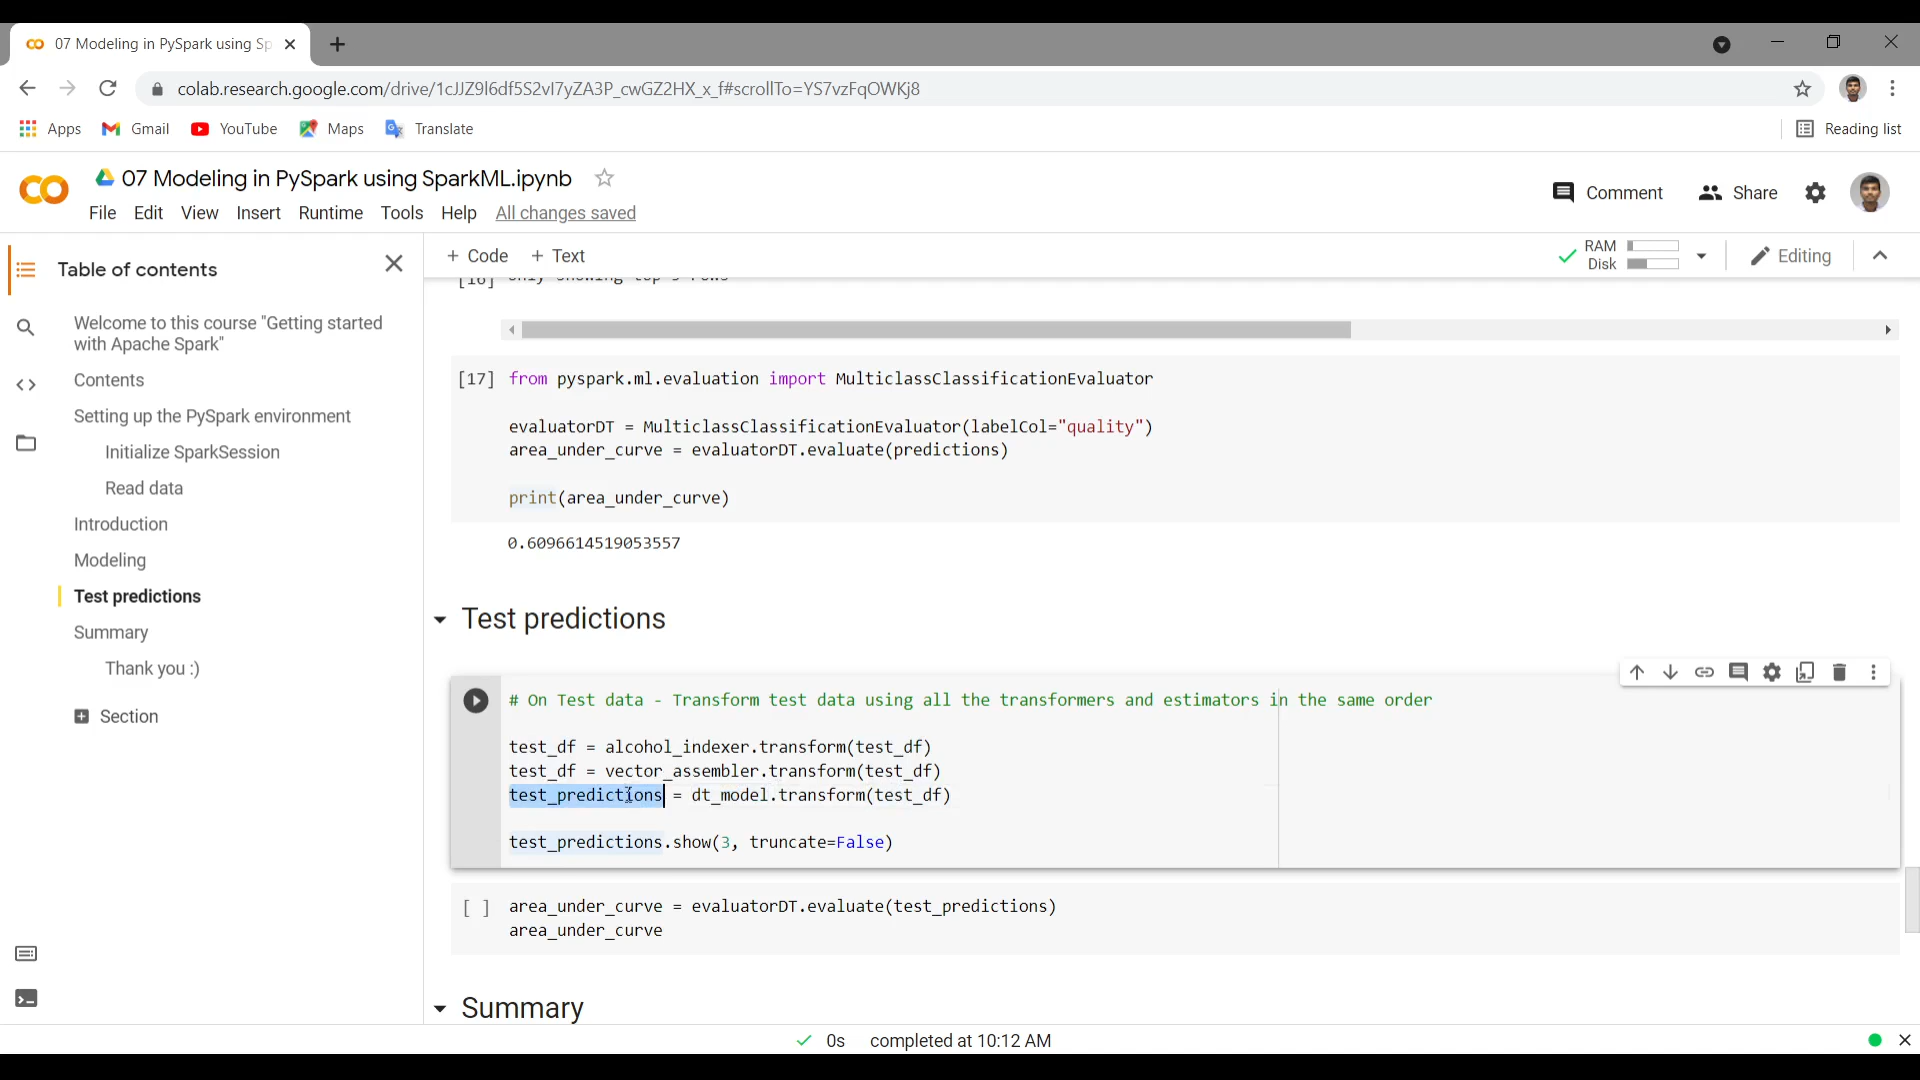 07 Modeling in PySpark using Sp
colab.research.google.com/drive/1cJJZ9l6df5S2vI7yZA3P_cwGZ2HX_x_f#scrollTo=YS7vzFqOWKj8
Apps Gmail YouTube Maps Translate Reading list
07 Modeling in PySpark using SparkML.ipynb
Comment Share
File Edit View Insert Runtime Tools Help All changes saved
Table of contents
+ Code + Text
RAM
Disk
Editing
Welcome to this course "Getting started
with Apache Spark"
Contents
Setting up the PySpark environment
Initialize SparkSession
Read data
Introduction
Modeling
Test predictions
Summary
Thank you :)
Section
[16] only showing top 3 rows
[17] from pyspark.ml.evaluation import MulticlassClassificationEvaluator
evaluatorDT = MulticlassClassificationEvaluator(labelCol="quality")
area_under_curve = evaluatorDT.evaluate(predictions)
print(area_under_curve)
0.6096614519053557
Test predictions
# On Test data - Transform test data using all the transformers and estimators in the same order
test_df = alcohol_indexer.transform(test_df)
test_df = vector_assembler.transform(test_df)
test_predictions = dt_model.transform(test_df)
test_predictions.show(3, truncate=False)
[ ] area_under_curve = evaluatorDT.evaluate(test_predictions)
area_under_curve
Summary
0s completed at 10:12 AM